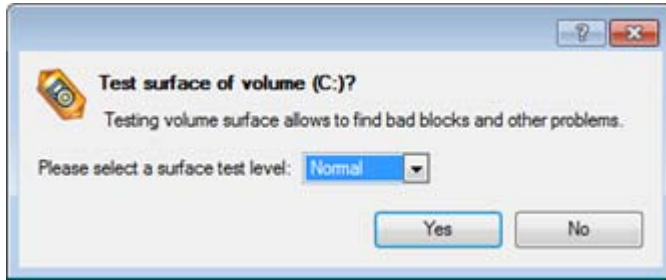 Test surface of volume (C:)?
Testing volume surface allows to find bad blocks and other problems.
Please select a surface test level: Normal
Yes No